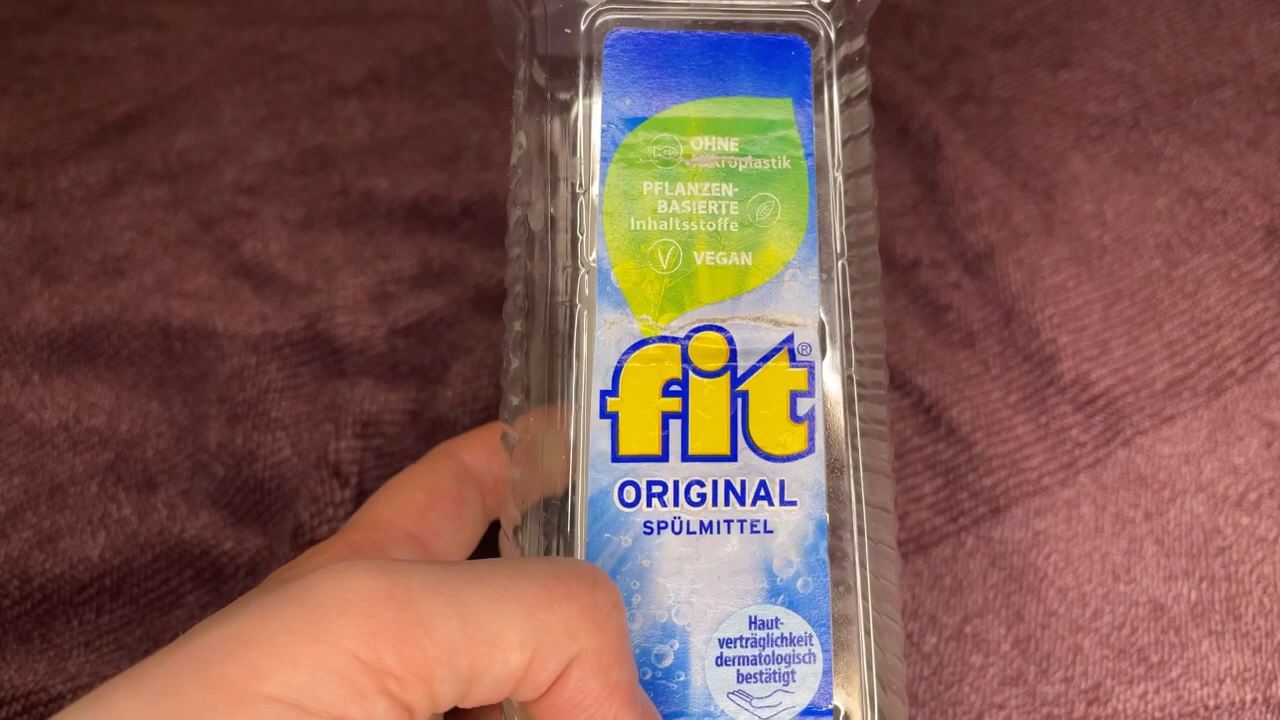 OHNE
PFLANZEN-
BASIERTE
Inhaltsstoffe
VEGAN
fit®
ORIGINAL
SPÜLMITTEL
Haut-
verträglichkeit
dermatologisch
bestätigt